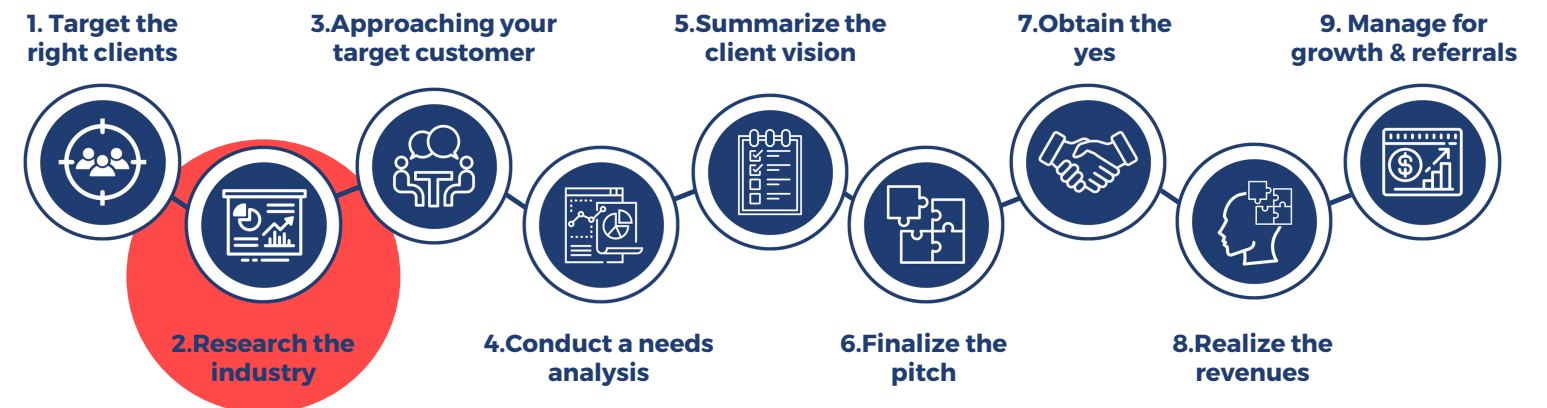 1. Target the
right clients
2.Research the
industry
3.Approaching your
target customer
4.Conduct a needs
analysis
5.Summarize the
client vision
6.Finalize the
pitch
7.Obtain the
yes
8.Realize the
revenues
9. Manage for
growth & referrals